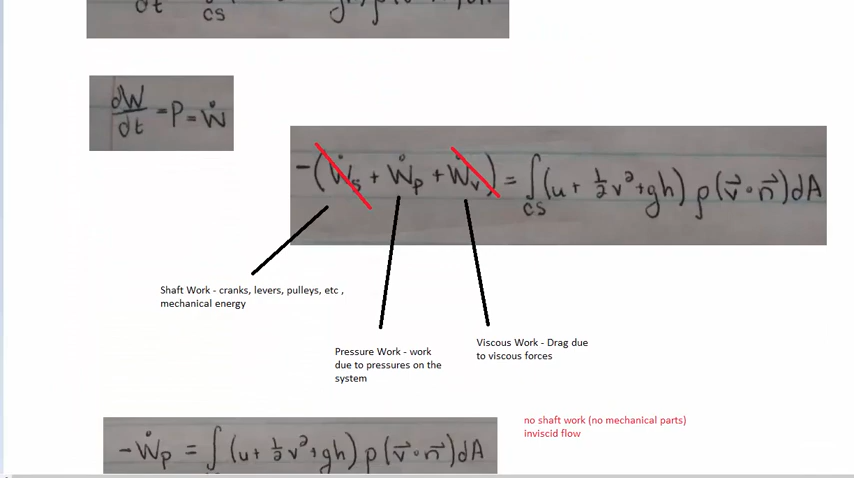 dt CS
dW/dt = P = Ẇ
-(Ẇs + Ẇp + Ẇv) = ∫CS (u + ½v² + gh) ρ(v⃗ · n⃗)dA
Shaft Work - cranks, levers, pulleys, etc ,
mechanical energy
Pressure Work - work
due to pressures on the
system
Viscous Work - Drag due
to viscous forces
no shaft work (no mechanical parts)
inviscid flow
-Ẇp = ∫ (u + ½v² + gh) ρ(v⃗ · n⃗)dA